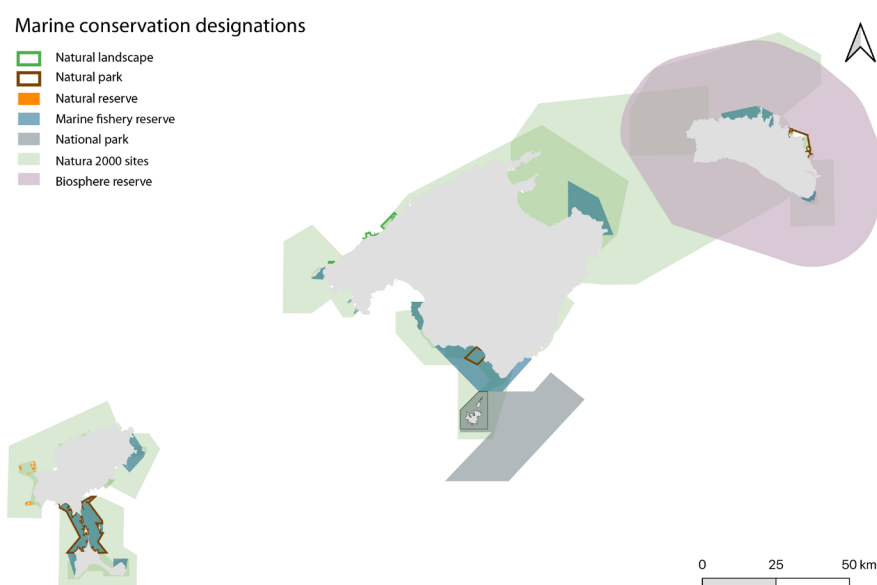 Marine conservation designations
Natural landscape
Natural park
Natural reserve
Marine fishery reserve
National park
Natura 2000 sites
Biosphere reserve
0 25 50 km